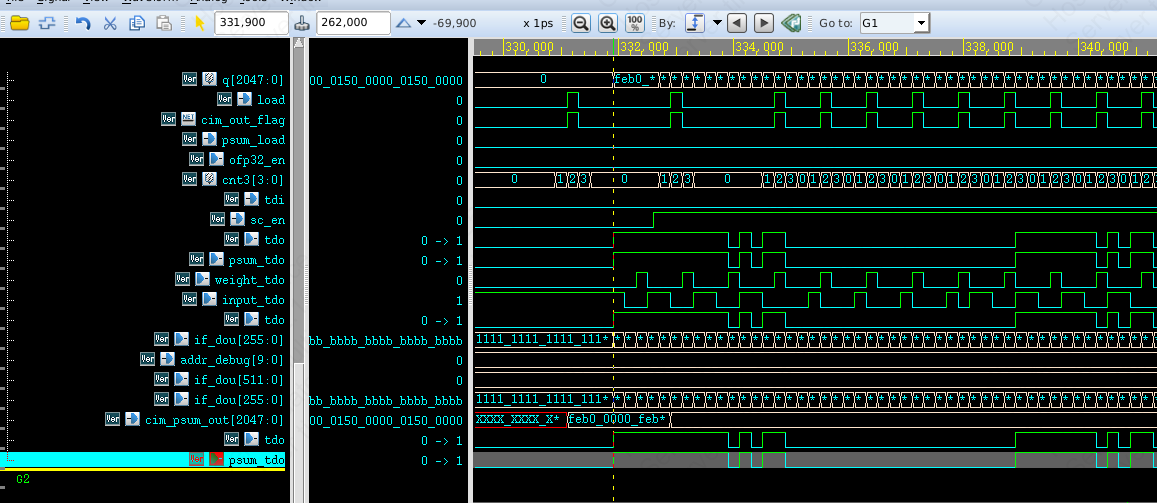 331,900 262,000 -69,900 x 1ps 100 % By: Go to: G1
330,000 332,000 334,000 336,000 338,000 340,000
q[2047:0] 00_0150_0000_0150_0000 0 feb0_*
load 0
cim_out_flag 0
psum_load 0
ofp32_en 0
cnt3[3:0] 0 0 1 2 3 0 1 2 3 0 1 2 3 0 1 2 3 0 1 2 3 0 1 2 3 0 1 2 3 0 1 2 3 0 1 2 3 0 1 2 3 0 1 2 3
tdi 0
sc_en 0
tdo 0 -> 1
psum_tdo 0 -> 1
weight_tdo 0
input_tdo 1
tdo 0 -> 1
if_dou[255:0] bb_bbbb_bbbb_bbbb_bbbb 1111_1111_1111_111*
addr_debug[9:0] 0
if_dou[511:0] 0
if_dou[255:0] bb_bbbb_bbbb_bbbb_bbbb 1111_1111_1111_111*
cim_psum_out[2047:0] 00_0150_0000_0150_0000 XXXX_XXXX_X* feb0_0000_feb*
tdo 0 -> 1
psum_tdo 0 -> 1
G2